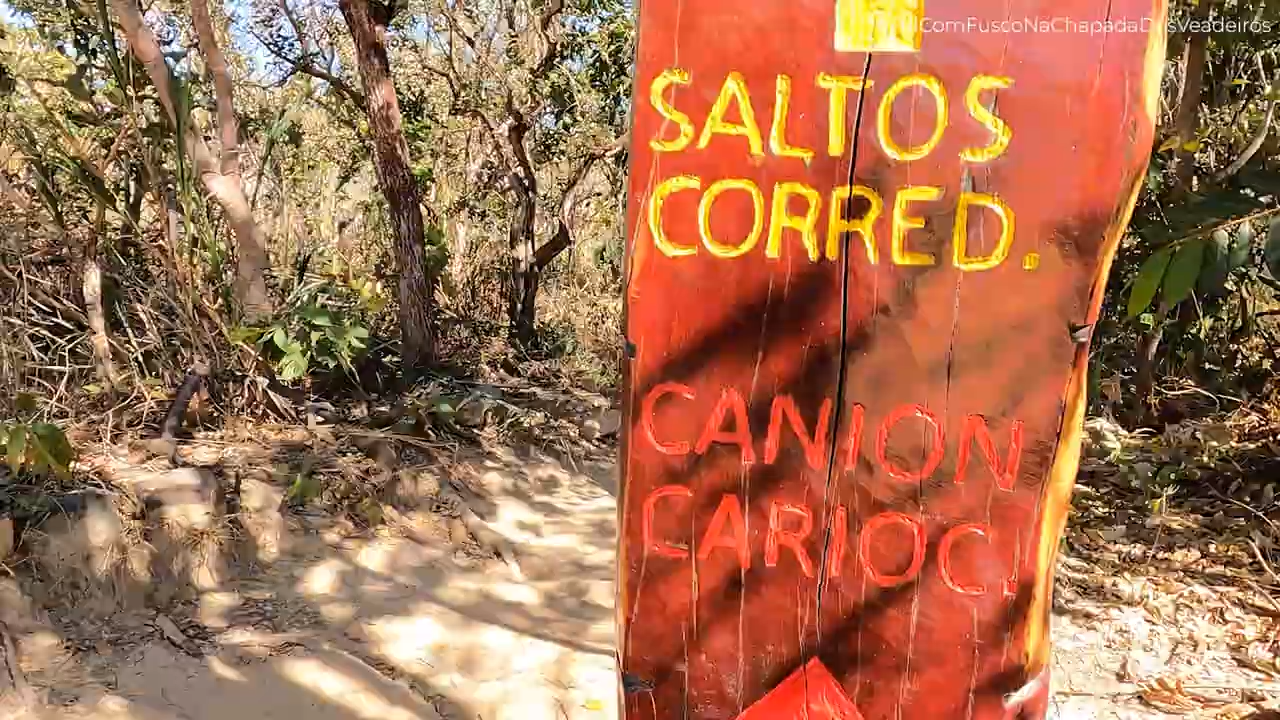 ComFuscoNaChapadaDosVeadeiros
SALTOS
CORRED.
CANION
CARIOC.